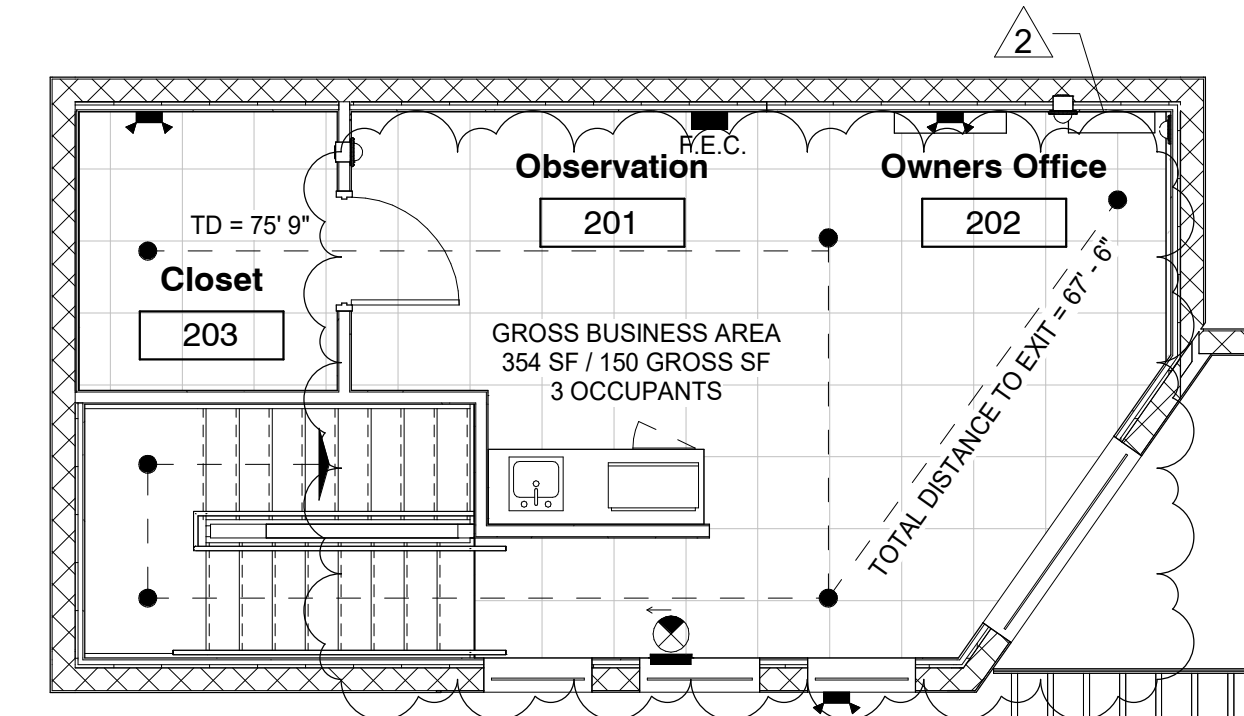 2
F.E.C.
Observation
201
Owners Office
202
TD = 75' 9"
Closet
203
GROSS BUSINESS AREA
354 SF / 150 GROSS SF
3 OCCUPANTS
TOTAL DISTANCE TO EXIT = 67' - 6"